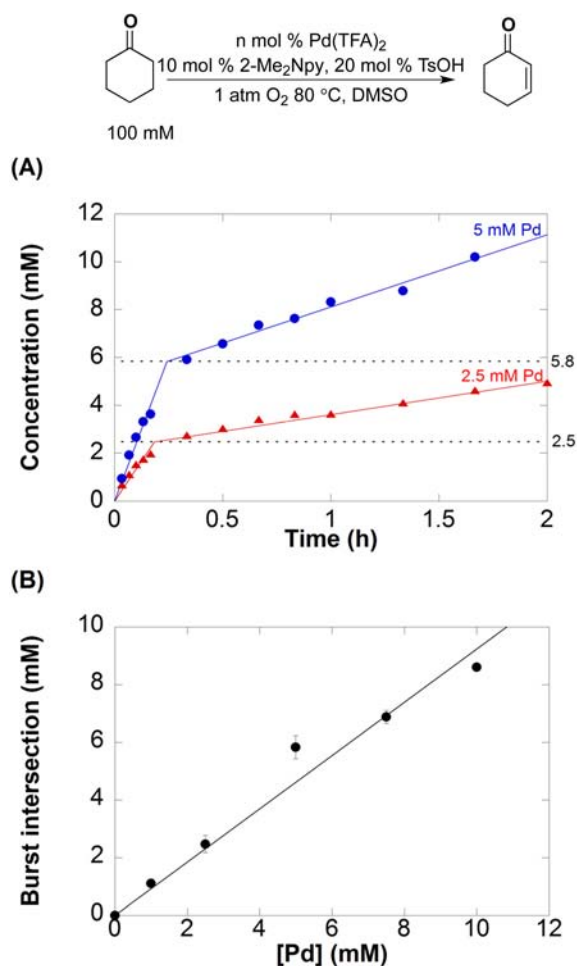 O
O
n mol % Pd(TFA)₂
10 mol % 2-Me₂Npy, 20 mol % TsOH
1 atm O₂ 80 °C, DMSO
100 mM
(A)
12
10
8
6
4
2
0
Concentration (mM)
5 mM Pd
5.8
2.5 mM Pd
2.5
0
0.5
1
1.5
2
Time (h)
(B)
10
8
6
4
2
0
Burst intersection (mM)
0
2
4
6
8
10
12
[Pd] (mM)